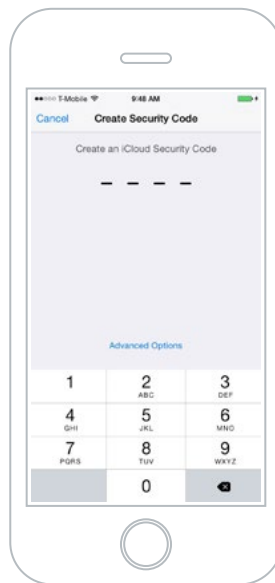 T-Mobile 9:48 AM
Cancel Create Security Code
Create an iCloud Security Code
Advanced Options
1 2 3
ABC DEF
4 5 6
GHI JKL MNO
7 8 9
PQRS TUV WXYZ
0